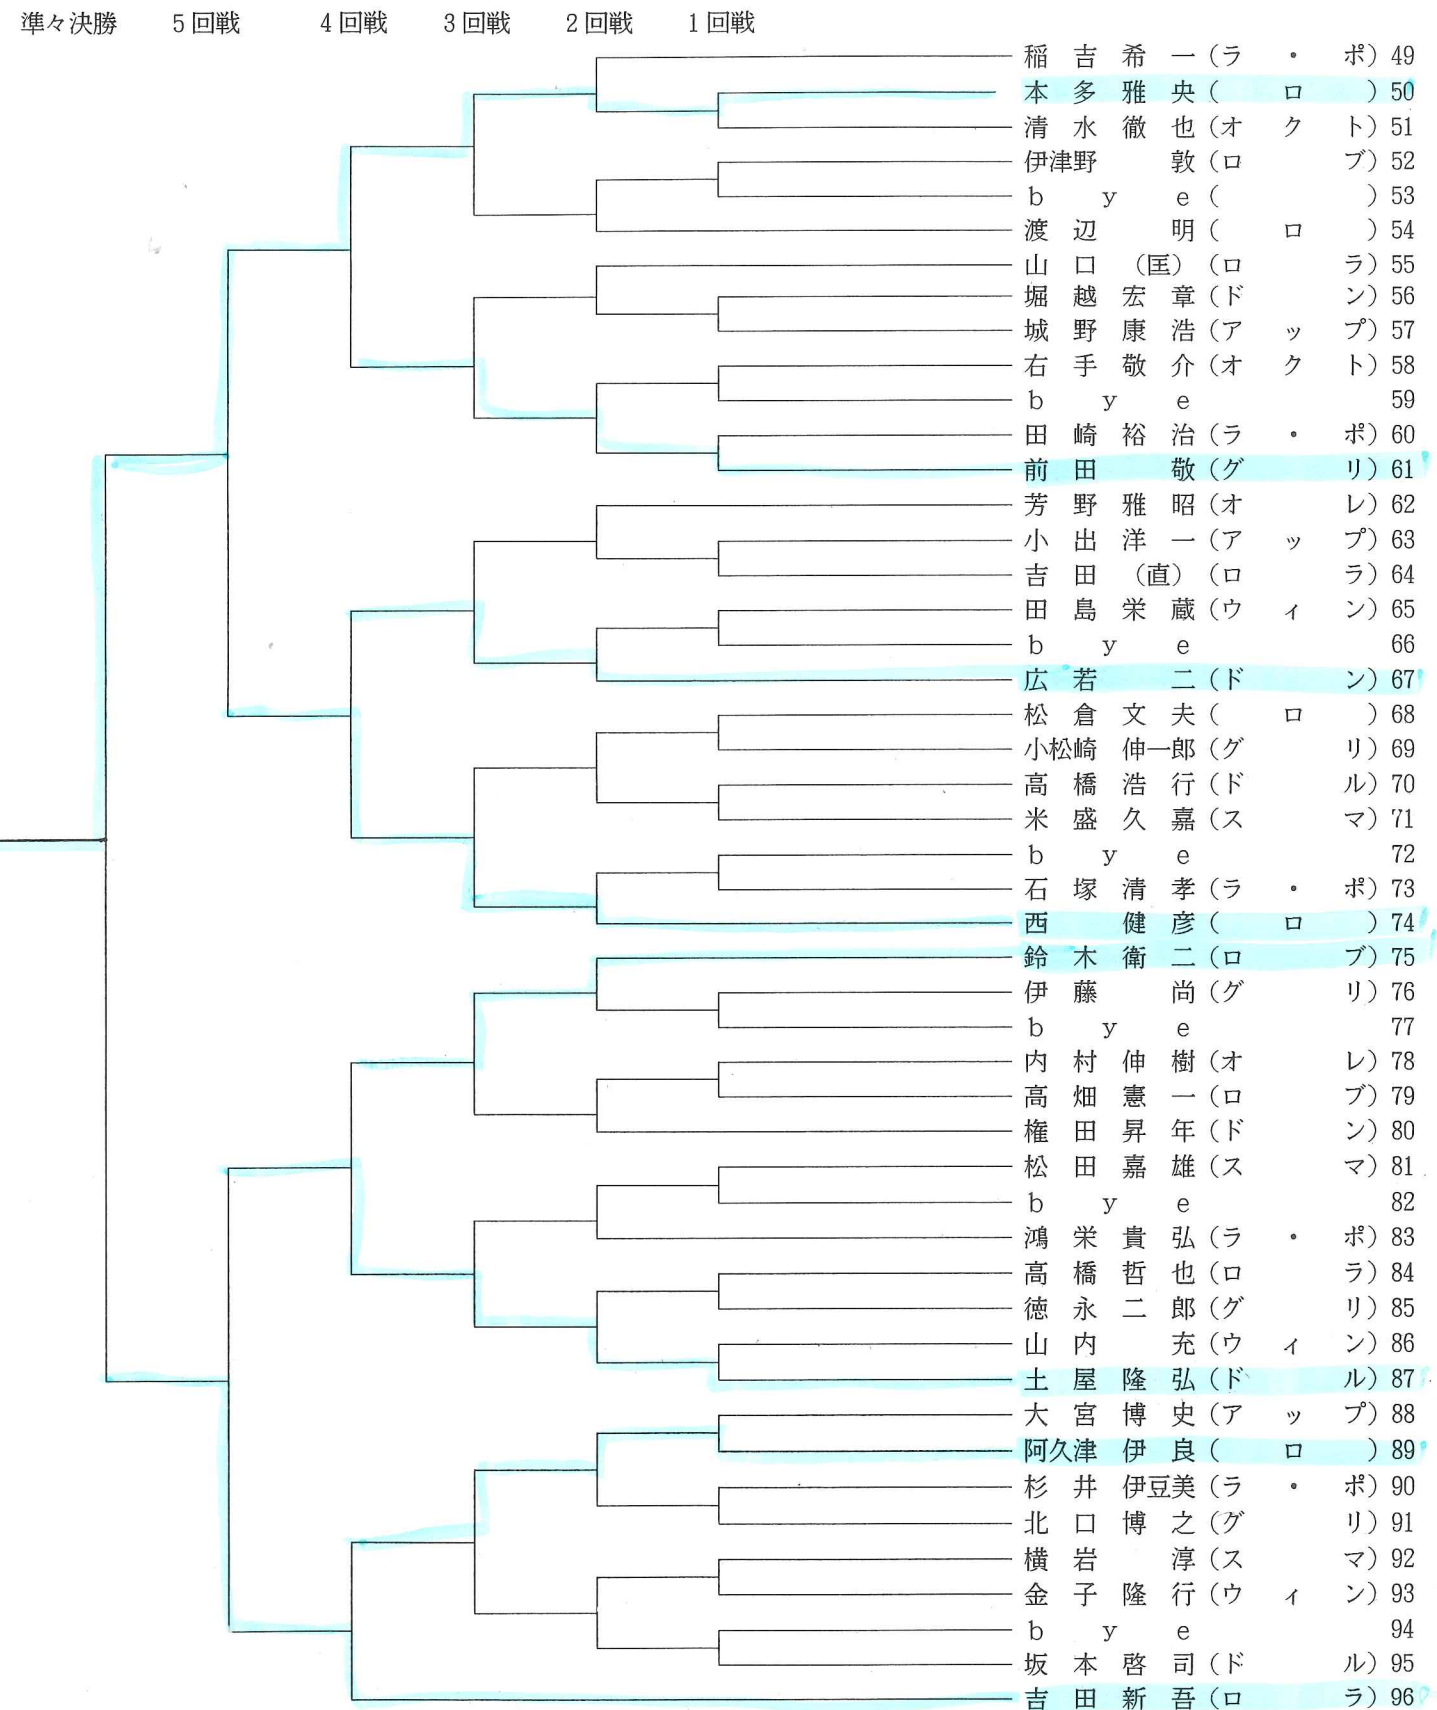 準々決勝 5回戦 4回戦 3回戦 2回戦 1回戦
稲吉希一(ラ・ポ) 49
本多雅央(ロ) 50
清水徹也(オクト) 51
伊津野敦(ロブ) 52
bye( ) 53
渡辺明(ロ) 54
山口(匡)(ロラ) 55
堀越宏章(ドン) 56
城野康浩(アップ) 57
右手敬介(オクト) 58
bye 59
田崎裕治(ラ・ポ) 60
前田敬(グリ) 61
芳野雅昭(オレ) 62
小出洋一(アップ) 63
吉田(直)(ロラ) 64
田島栄蔵(ウィン) 65
bye 66
広若二(ドン) 67
松倉文夫(ロ) 68
小松崎伸一郎(グリ) 69
高橋浩行(ドル) 70
米盛久嘉(スマ) 71
bye 72
石塚清孝(ラ・ポ) 73
西健彦(ロ) 74
鈴木衛二(ロブ) 75
伊藤尚(グリ) 76
bye 77
内村伸樹(オレ) 78
高畑憲一(ロブ) 79
権田昇年(ドン) 80
松田嘉雄(スマ) 81
bye 82
鴻栄貴弘(ラ・ポ) 83
高橋哲也(ロラ) 84
徳永二郎(グリ) 85
山内充(ウィン) 86
土屋隆弘(ドル) 87
大宮博史(アップ) 88
阿久津伊良(ロ) 89
杉井伊豆美(ラ・ポ) 90
北口博之(グリ) 91
横岩淳(スマ) 92
金子隆行(ウィン) 93
bye 94
坂本啓司(ドル) 95
吉田新吾(ロラ) 96